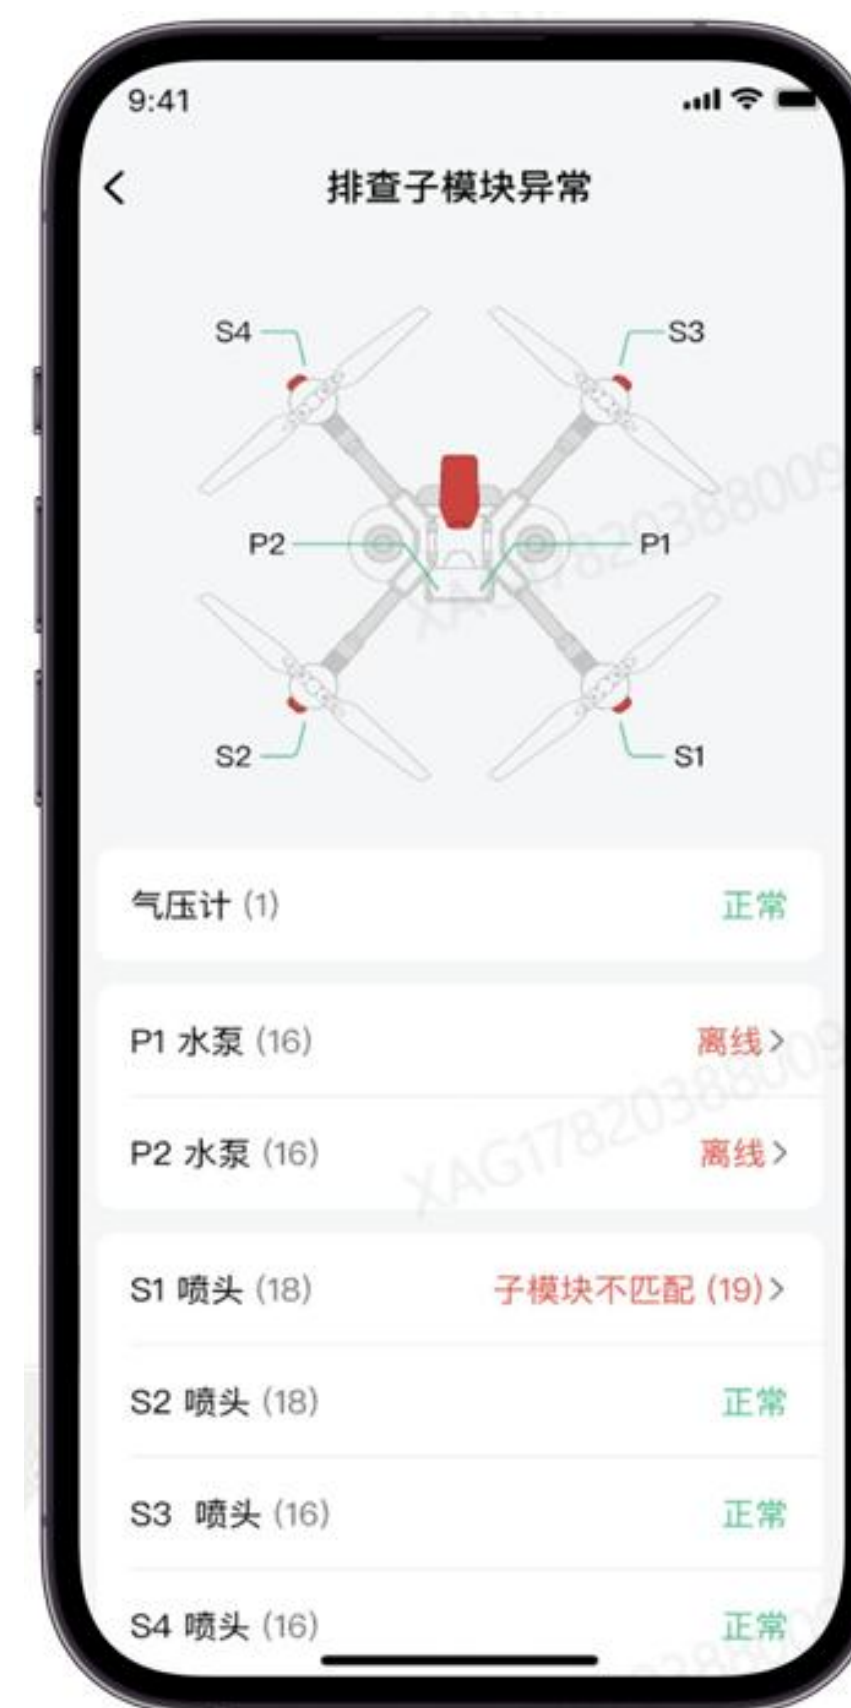 9:41
排查子模块异常
S4 S3
P2 P1
S2 S1
气压计 (1) 正常
P1 水泵 (16) 离线
P2 水泵 (16) 离线
S1 喷头 (18) 子模块不匹配 (19)
S2 喷头 (18) 正常
S3 喷头 (16) 正常
S4 喷头 (16) 正常
XAG17820388009
XAG17820388009